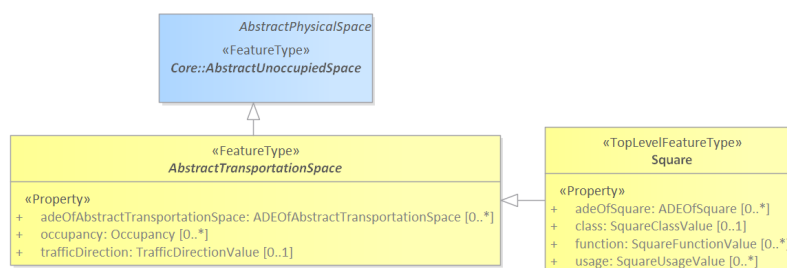 AbstractPhysicalSpace
«FeatureType»
Core::AbstractUnoccupiedSpace
«FeatureType»
AbstractTransportationSpace
«Property»
+ adeOfAbstractTransportationSpace: ADEOfAbstractTransportationSpace [0..*]
+ occupancy: Occupancy [0..*]
+ trafficDirection: TrafficDirectionValue [0..1]
«TopLevelFeatureType»
Square
«Property»
+ adeOfSquare: ADEOfSquare [0..*]
+ class: SquareClassValue [0..1]
+ function: SquareFunctionValue [0..*]
+ usage: SquareUsageValue [0..*]